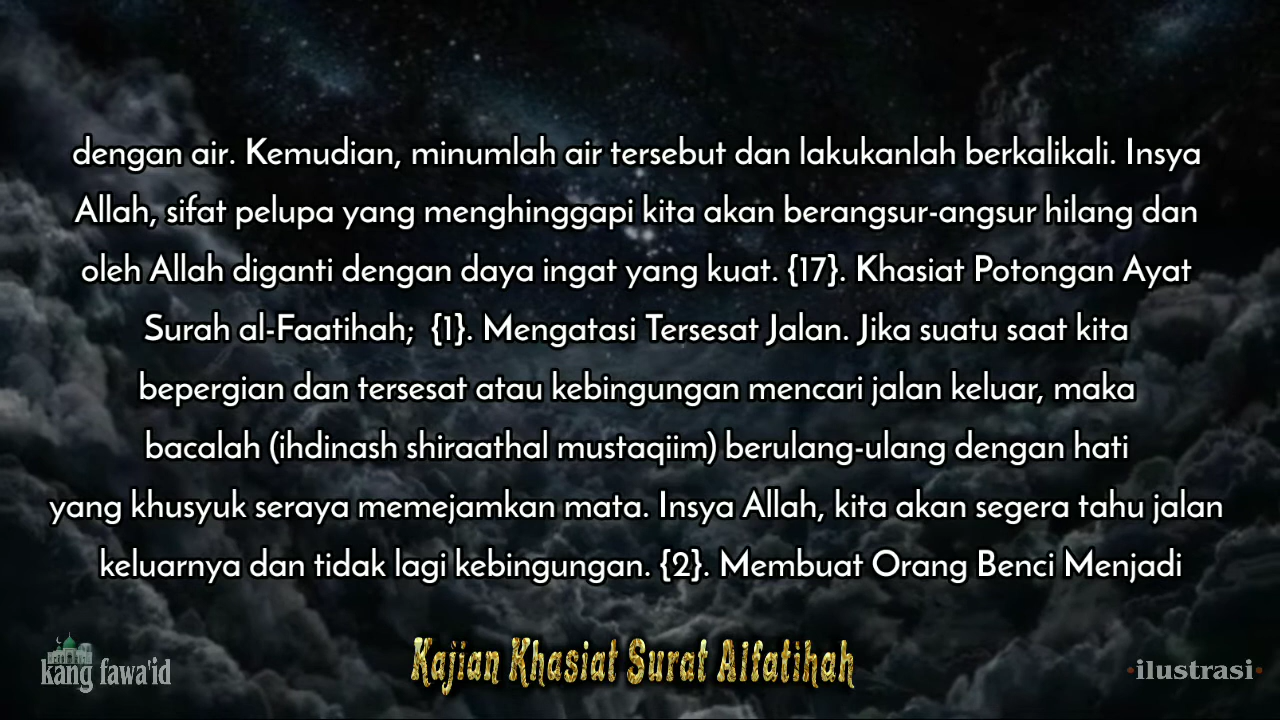 dengan air. Kemudian, minumlah air tersebut dan lakukanlah berkalikali. Insya
Allah, sifat pelupa yang menghinggapi kita akan berangsur-angsur hilang dan
oleh Allah diganti dengan daya ingat yang kuat. {17}. Khasiat Potongan Ayat
Surah al-Faatihah;  {1}. Mengatasi Tersesat Jalan. Jika suatu saat kita
bepergian dan tersesat atau kebingungan mencari jalan keluar, maka
bacalah (ihdinash shiraathal mustaqiim) berulang-ulang dengan hati
yang khusyuk seraya memejamkan mata. Insya Allah, kita akan segera tahu jalan
keluarnya dan tidak lagi kebingungan. {2}. Membuat Orang Benci Menjadi
Kajian Khasiat Surat Alfatihah
kang fawa'id
•ilustrasi•